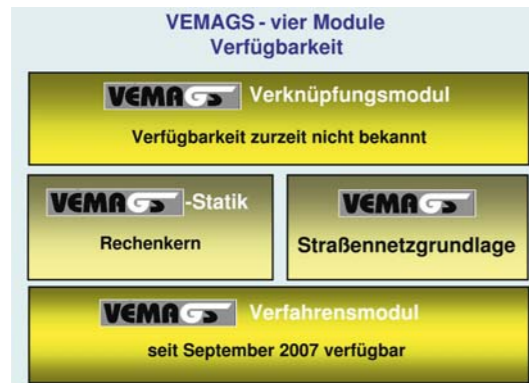 VEMAGS - vier Module
Verfügbarkeit
VEMAGS Verknüpfungsmodul
Verfügbarkeit zurzeit nicht bekannt
VEMAGS -Statik
Rechenkern
VEMAGS
Straßennetzgrundlage
VEMAGS Verfahrensmodul
seit September 2007 verfügbar